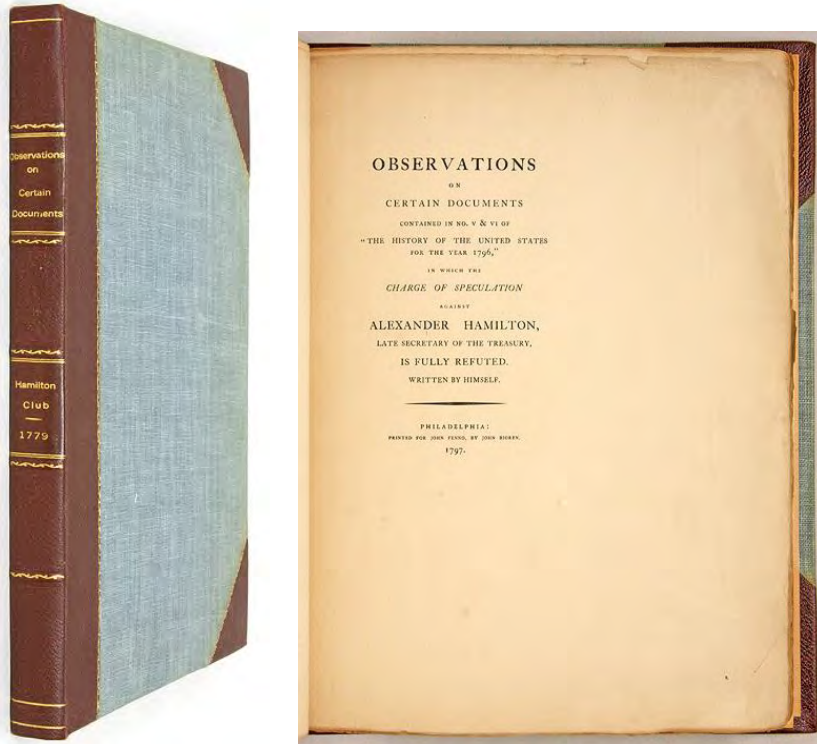 Observations
on
Certain
Documents
Hamilton
Club
1779
OBSERVATIONS
ON
CERTAIN DOCUMENTS
CONTAINED IN NO. V & VI OF
"THE HISTORY OF THE UNITED STATES
FOR THE YEAR 1796,"
IN WHICH THE
CHARGE OF SPECULATION
AGAINST
ALEXANDER HAMILTON,
LATE SECRETARY OF THE TREASURY,
IS FULLY REFUTED.
WRITTEN BY HIMSELF.
PHILADELPHIA:
PRINTED FOR JOHN FENNO, BY JOHN BIOREN.
1797.